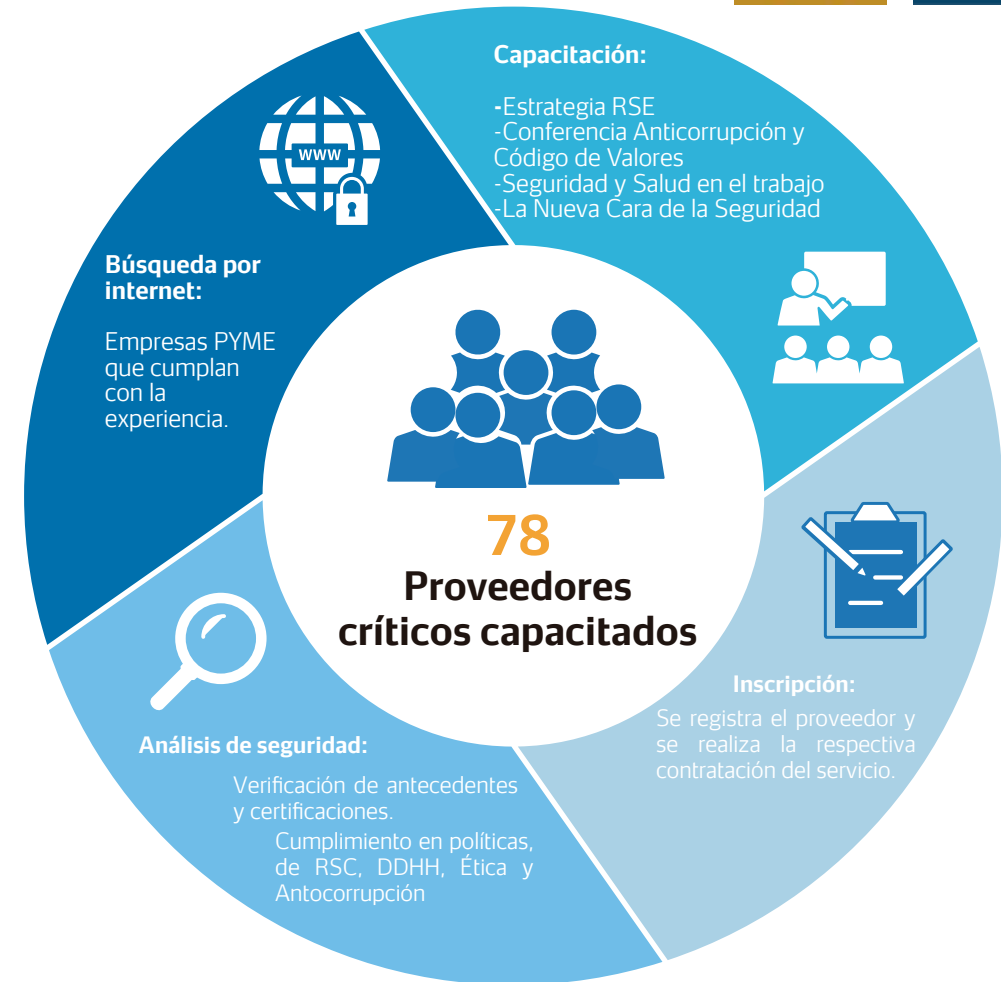 Capacitación:
-Estrategia RSE
-Conferencia Anticorrupción y
Código de Valores
-Seguridad y Salud en el trabajo
-La Nueva Cara de la Seguridad
www
Búsqueda por
internet:
Empresas PYME
que cumplan
con la
experiencia.
78
Proveedores
críticos capacitados
Inscripción:
Se registra el proveedor y
se realiza la respectiva
contratación del servicio.
Análisis de seguridad:
Verificación de antecedentes
y certificaciones.
Cumplimiento en políticas,
de RSC, DDHH, Ética y
Antocorrupción